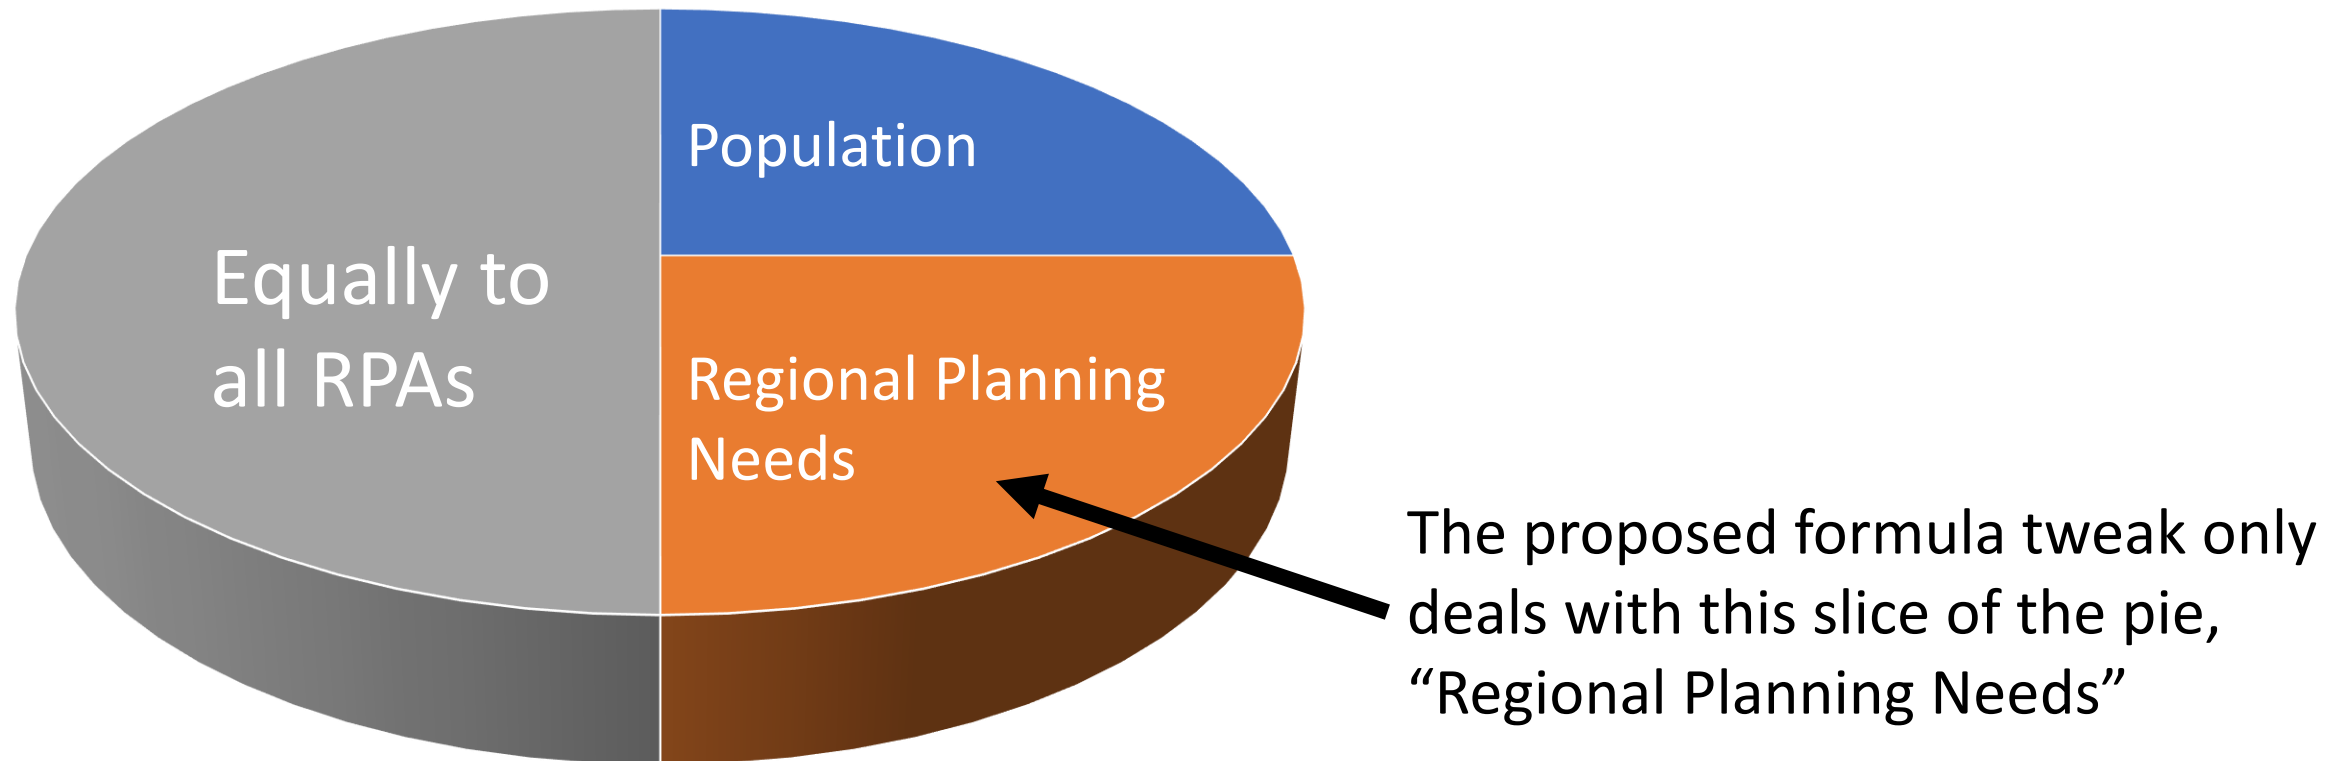 Population
Equally to
all RPAs
Regional Planning
Needs
The proposed formula tweak only
deals with this slice of the pie,
“Regional Planning Needs”